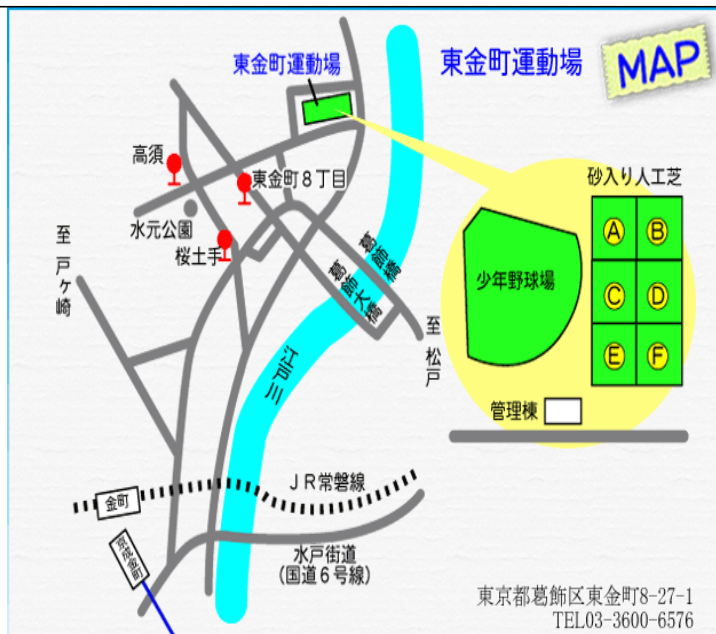 東金町運動場
MAP
東金町運動場
高須
東金町8丁目
水元公園
桜土手
至 戸ヶ崎
葛飾橋
葛飾大橋
至 松戸
江戸川
砂入り人工芝
少年野球場
A
B
C
D
E
F
管理棟
JR常磐線
金町
京成金町
水戸街道
(国道6号線)
東京都葛飾区東金町8-27-1
TEL03-3600-6576